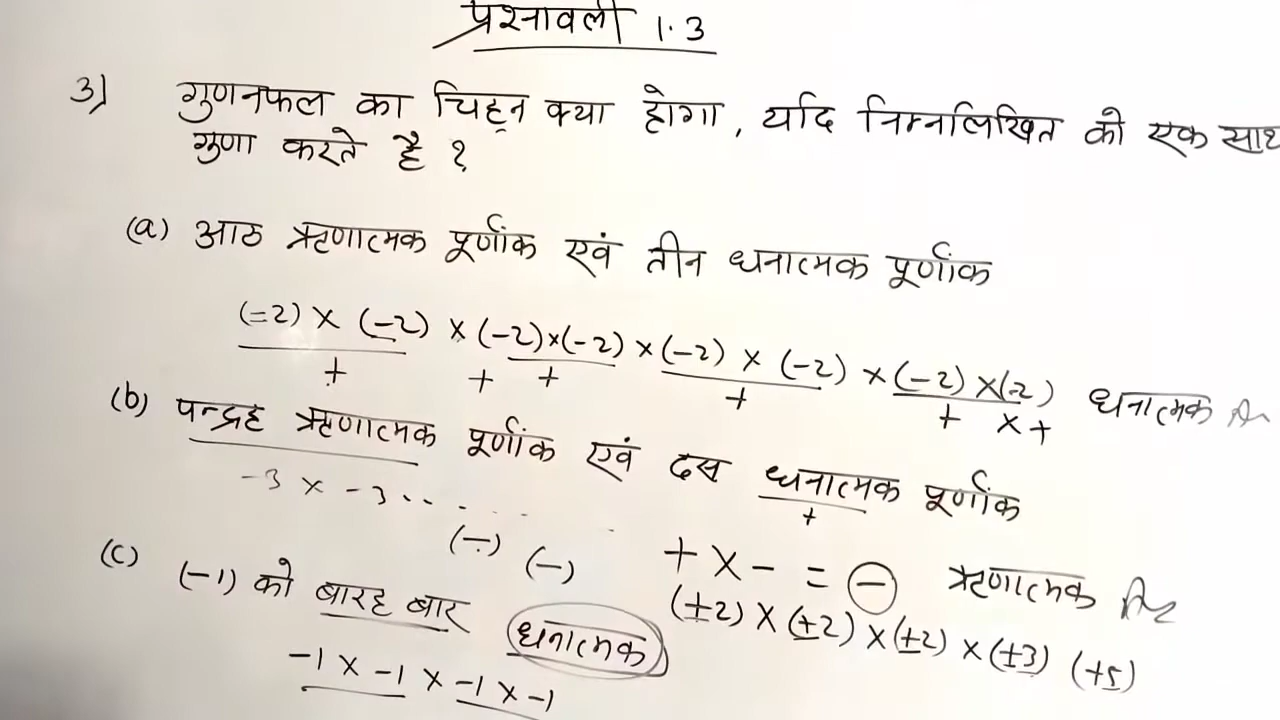 प्रश्नावली 1.3
3) गुणनफल का चिह्न क्या होगा, यदि निम्नलिखित को एक साथ
गुणा करते है ?
(a) आठ ऋणात्मक पूर्णांक एवं तीन धनात्मक पूर्णांक
(-2) × (-2) × (-2)×(-2) × (-2) × (-2) × (-2) ×(-2) धनात्मक
+ + + + + × +
(b) पन्द्रह ऋणात्मक पूर्णांक एवं दस धनात्मक पूर्णांक
-3 × -3 ..
+
(-) (-) + × - = - ऋणात्मक
(c) (-1) को बारह बार धनात्मक
(+2) × (+2) × (+2) × (+3) (+5)
-1 × -1 × -1 × -1